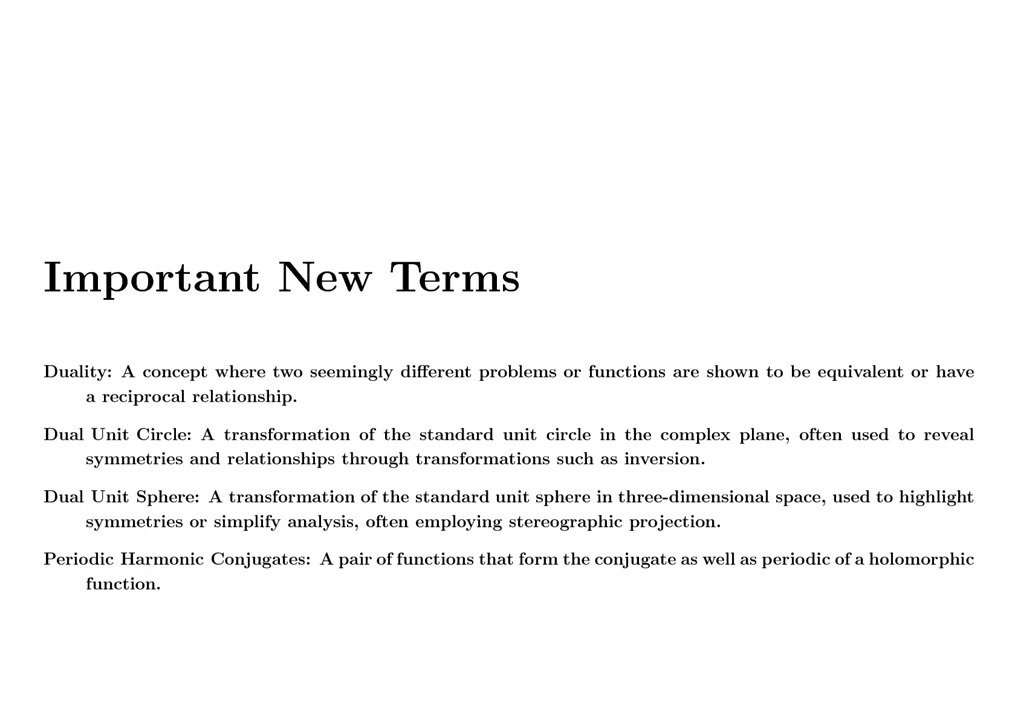 Important New Terms
Duality: A concept where two seemingly different problems or functions are shown to be equivalent or have
a reciprocal relationship.
Dual Unit Circle: A transformation of the standard unit circle in the complex plane, often used to reveal
symmetries and relationships through transformations such as inversion.
Dual Unit Sphere: A transformation of the standard unit sphere in three-dimensional space, used to highlight
symmetries or simplify analysis, often employing stereographic projection.
Periodic Harmonic Conjugates: A pair of functions that form the conjugate as well as periodic of a holomorphic
function.